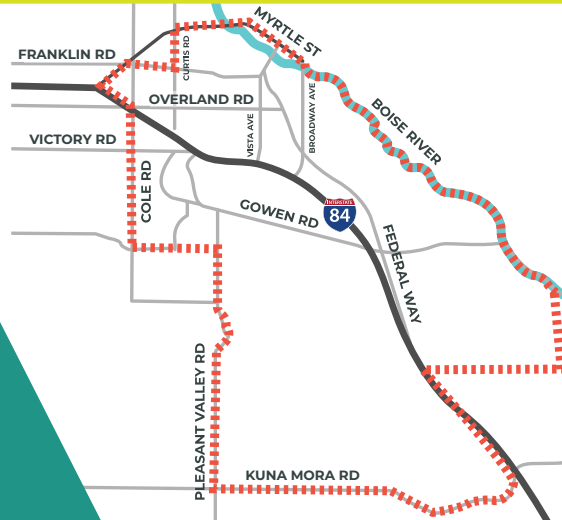 MYRTLE ST
FRANKLIN RD
CURTIS RD
OVERLAND RD
BROADWAY AVE
BOISE RIVER
VISTA AVE
VICTORY RD
COLE RD
INTERSTATE
84
GOWEN RD
FEDERAL WAY
PLEASANT VALLEY RD
KUNA MORA RD